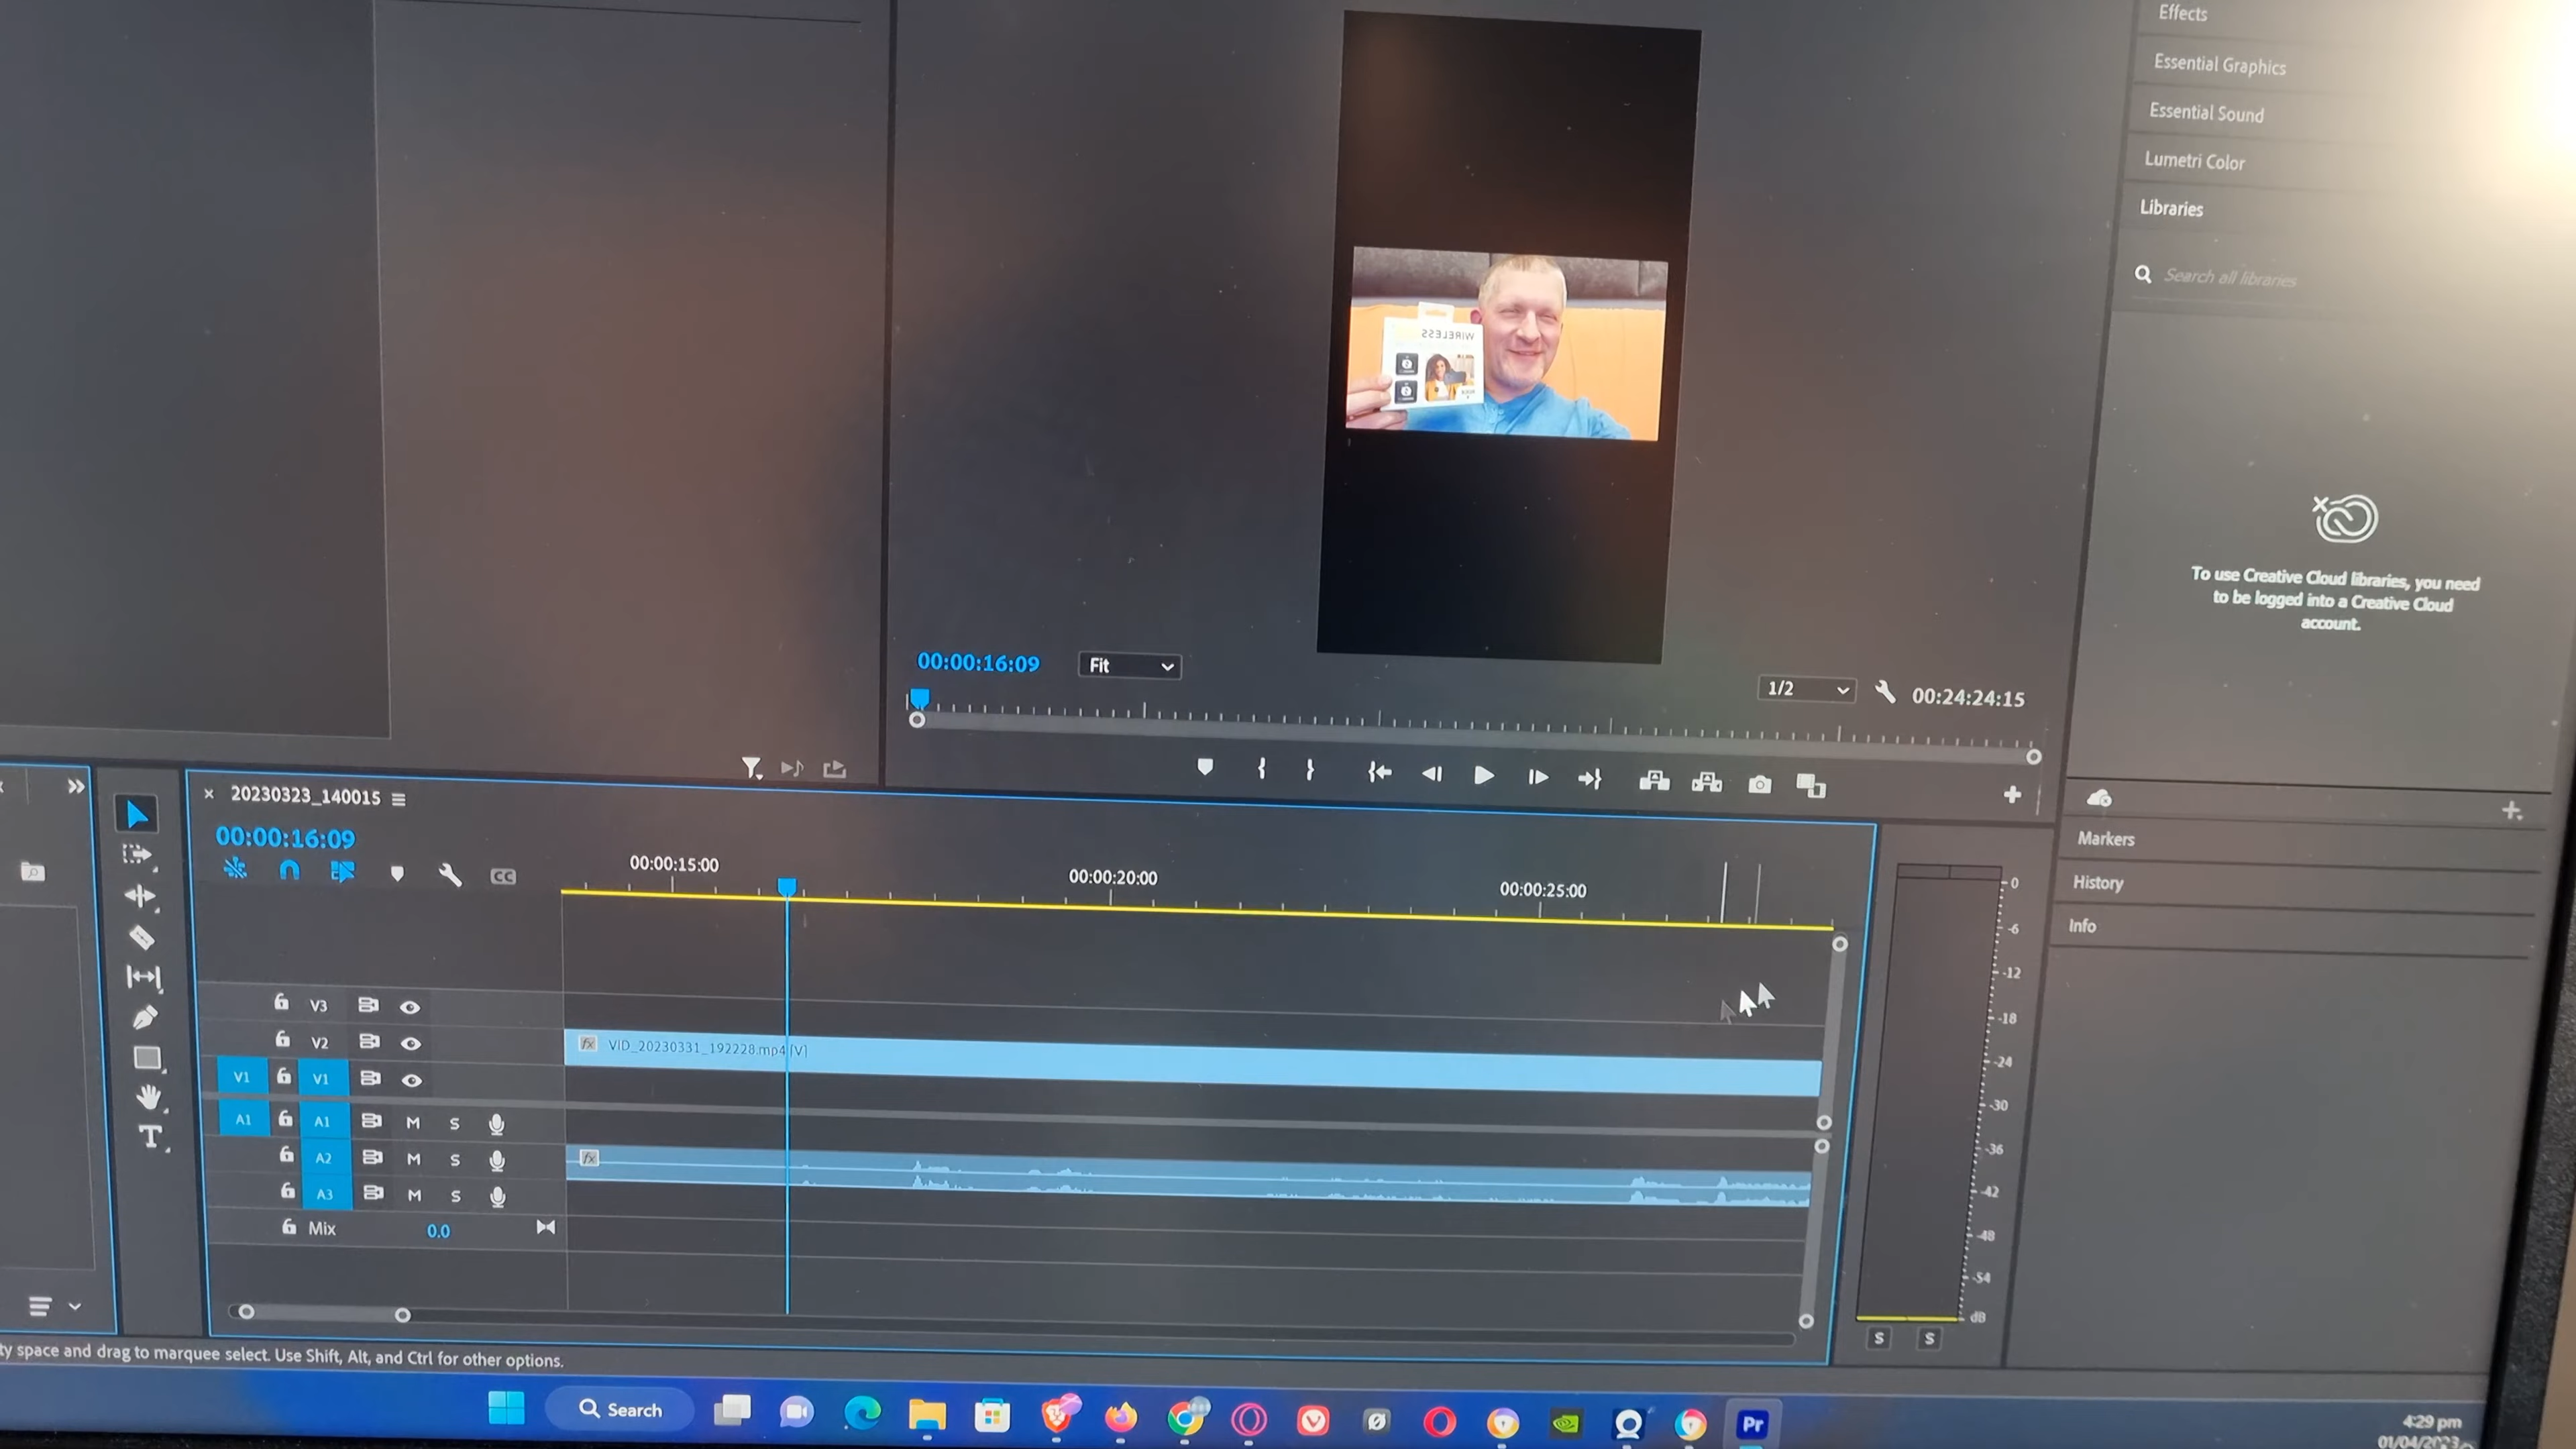 Effects
Essential Graphics
Essential Sound
Lumetri Color
Libraries
Search all libraries
WIRELESS
To use Creative Cloud libraries, you need
to be logged into a Creative Cloud
account.
00:00:16:09
Fit
1/2
00:24:24:15
20230323_140015
00:00:16:09
CC
00:00:15:00
00:00:20:00
00:00:25:00
Markers
History
Info
V3
V2
fx VID_20230331_192228.mp4 [V]
V1 V1
A1 A1 M S
A2 M S
fx
A3 M S
Mix 0.0
T
0
-6
-12
-18
-24
-30
-36
-42
-48
-54
dB
S S
ty space and drag to marquee select. Use Shift, Alt, and Ctrl for other options.
Search
Pr
4:29 pm
01/04/2023